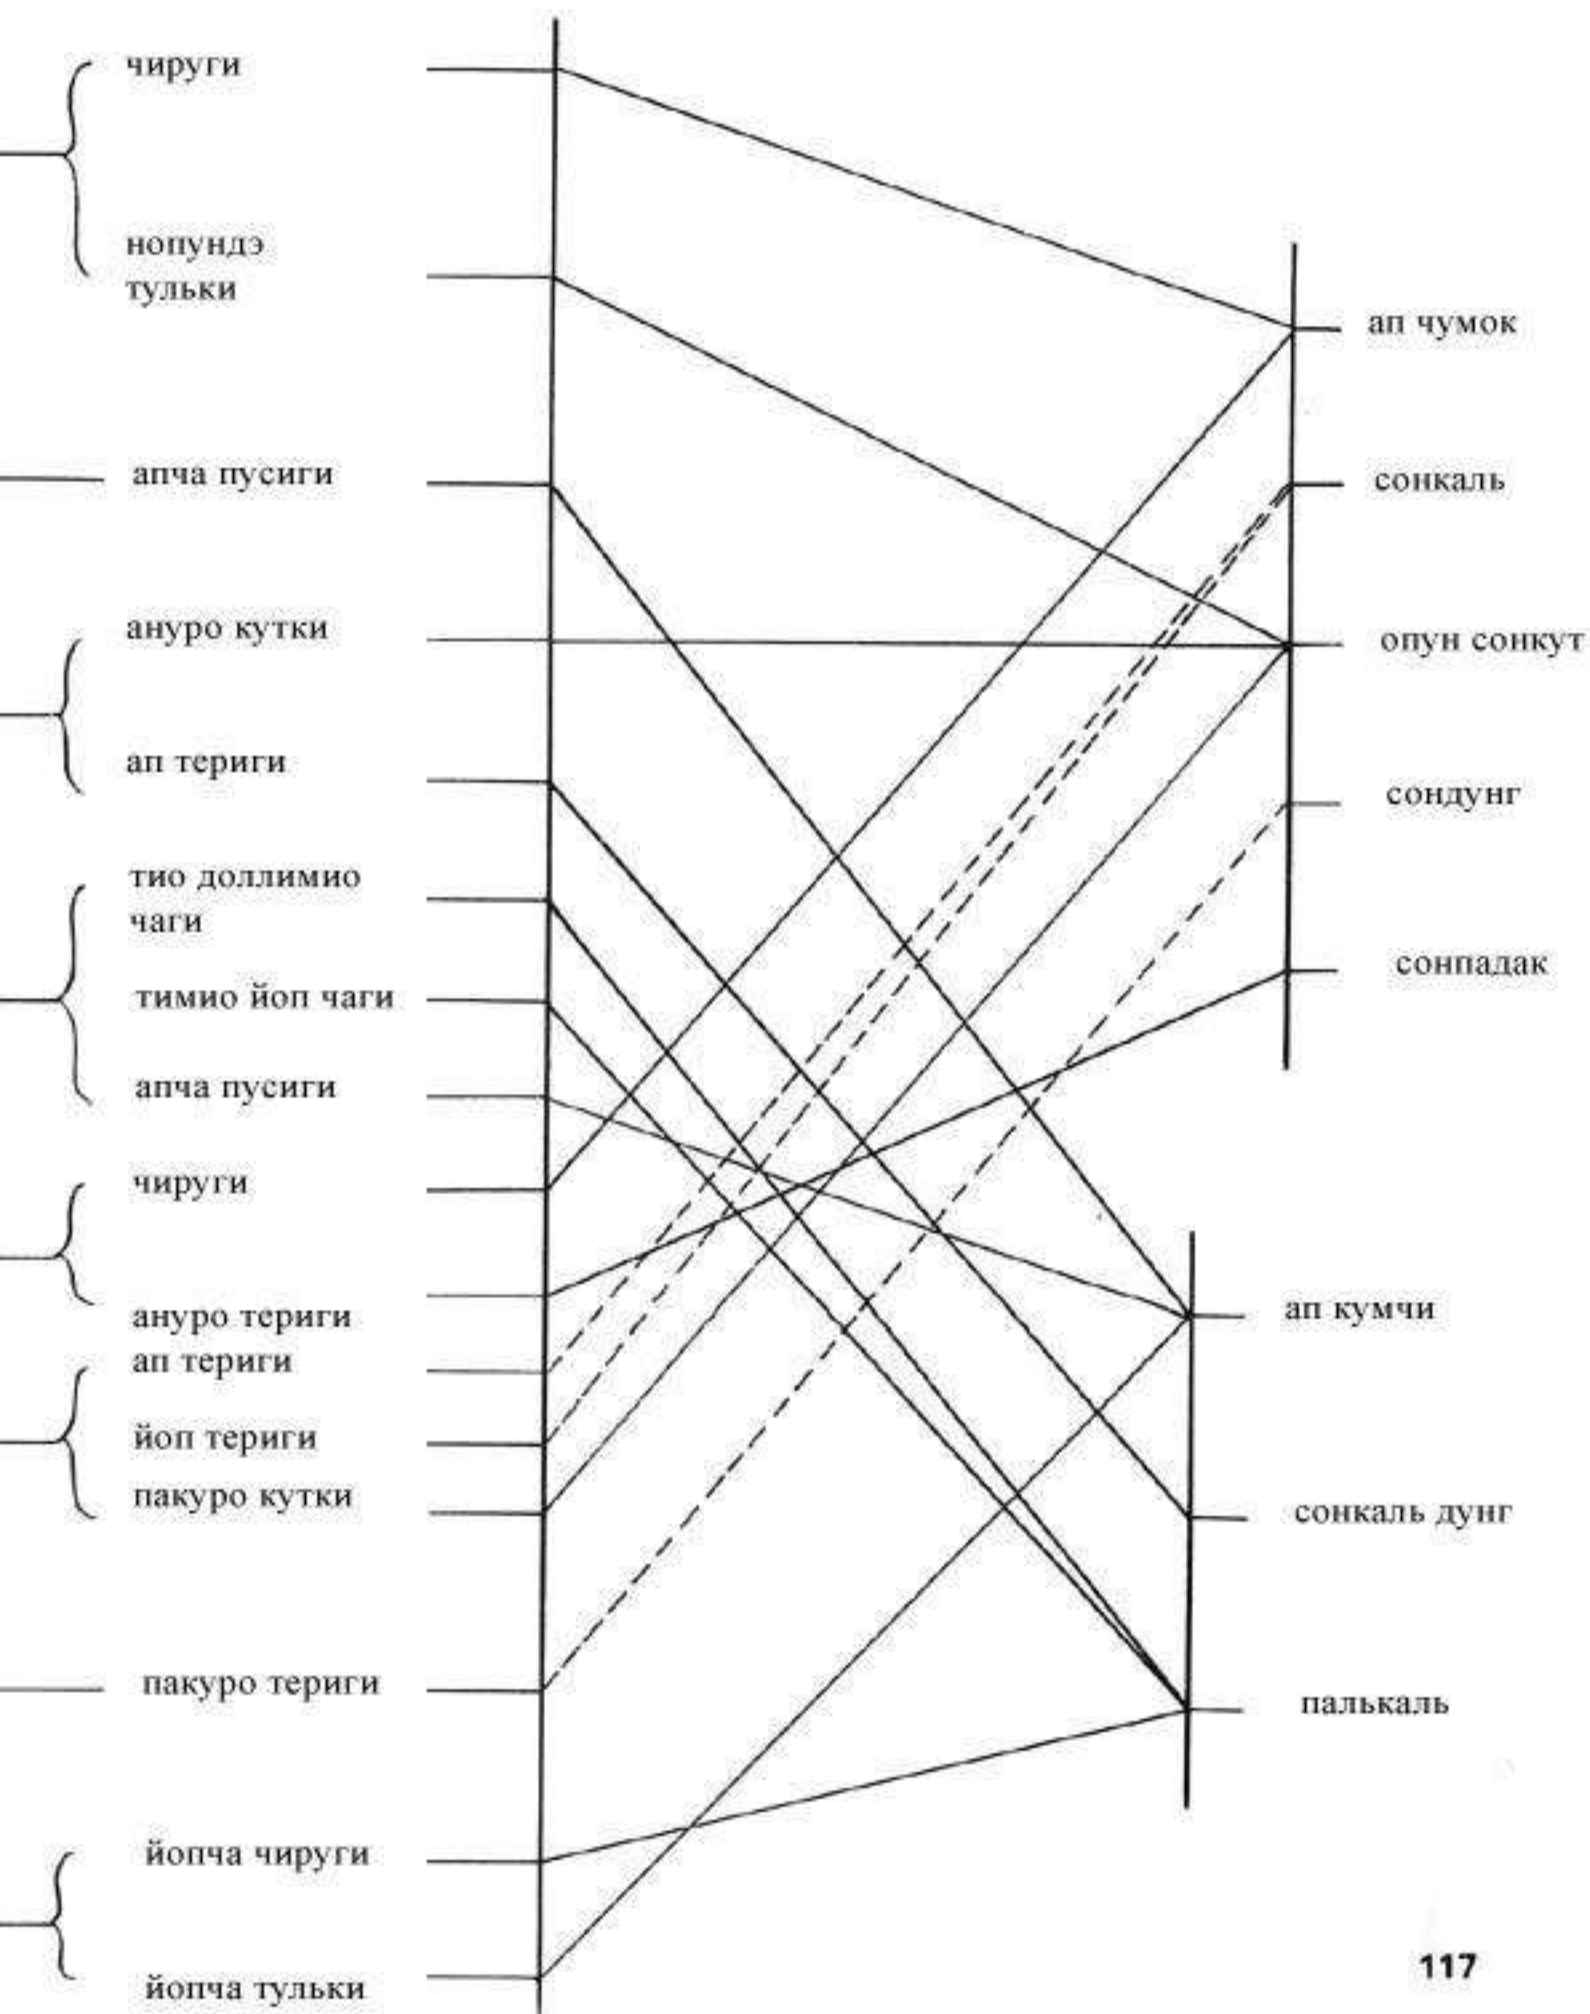 чируги
нопундэ
тульки
апча пусиги
ануро кутки
ап териги
тио доллимио
чаги
тимио йоп чаги
апча пусиги
чируги
ануро териги
ап териги
йоп териги
пакуро кутки
пакуро териги
йопча чируги
йопча тульки
ап чумок
сонкаль
опун сонкут
сондунг
сонпадак
ап кумчи
сонкаль дунг
палькаль
117